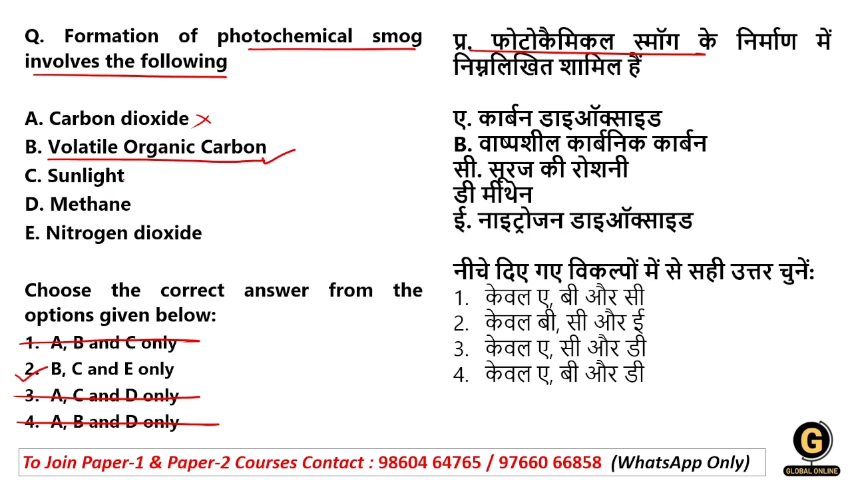 Q. Formation of photochemical smog
involves the following
A. Carbon dioxide
B. Volatile Organic Carbon
C. Sunlight
D. Methane
E. Nitrogen dioxide
Choose the correct answer from the
options given below:
1. A, B and C only
2. B, C and E only
3. A, C and D only
4. A, B and D only
प्र. फोटोकैमिकल स्मॉग के निर्माण में
निम्नलिखित शामिल हैं
ए. कार्बन डाइऑक्साइड
B. वाष्पशील कार्बनिक कार्बन
सी. सूरज की रोशनी
डी मीथेन
ई. नाइट्रोजन डाइऑक्साइड
नीचे दिए गए विकल्पों में से सही उत्तर चुनें:
1. केवल ए, बी और सी
2. केवल बी, सी और ई
3. केवल ए, सी और डी
4. केवल ए, बी और डी
To Join Paper-1 & Paper-2 Courses Contact : 98604 64765 / 97660 66858 (WhatsApp Only)
G
GLOBAL ONLINE